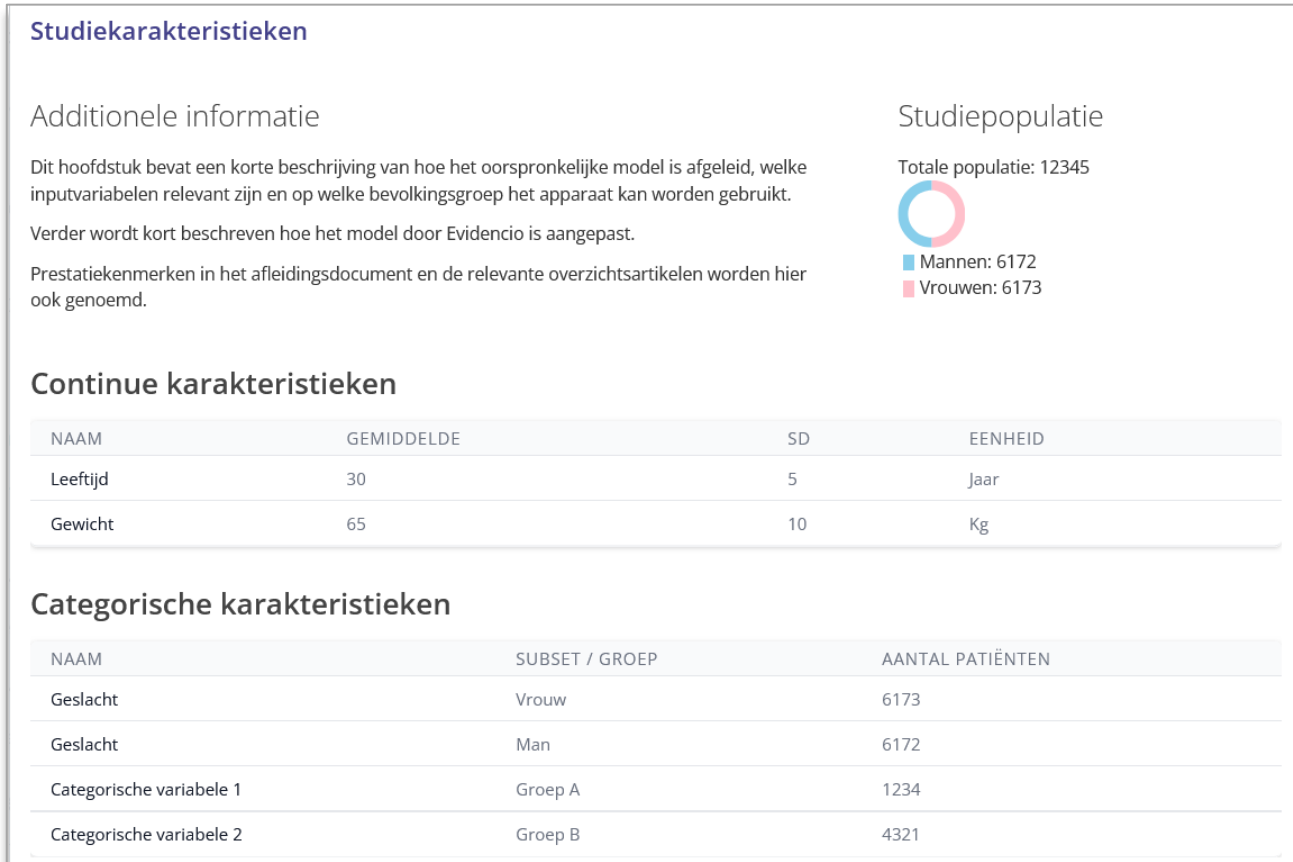 Studiekarakteristieken
Additionele informatie
Dit hoofdstuk bevat een korte beschrijving van hoe het oorspronkelijke model is afgeleid, welke
inputvariabelen relevant zijn en op welke bevolkingsgroep het apparaat kan worden gebruikt.
Verder wordt kort beschreven hoe het model door Evidencio is aangepast.
Prestatiekenmerken in het afleidingsdocument en de relevante overzichtsartikelen worden hier
ook genoemd.
Studiepopulatie
Totale populatie: 12345
Mannen: 6172
Vrouwen: 6173
Continue karakteristieken
NAAM GEMIDDELDE SD EENHEID
Leeftijd 30 5 Jaar
Gewicht 65 10 Kg
Categorische karakteristieken
NAAM SUBSET / GROEP AANTAL PATIËNTEN
Geslacht Vrouw 6173
Geslacht Man 6172
Categorische variabele 1 Groep A 1234
Categorische variabele 2 Groep B 4321